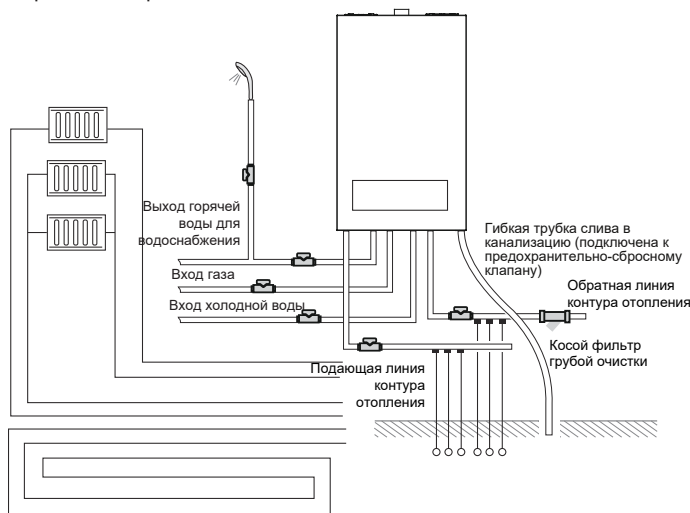 Выход горячей
воды для
водоснабжения
Вход газа
Вход холодной воды
Подающая линия
контура
отопления
Гибкая трубка слива в
канализацию (подключена к
предохранительно-сбросному
клапану)
Обратная линия
контура отопления
Косой фильтр
грубой очистки